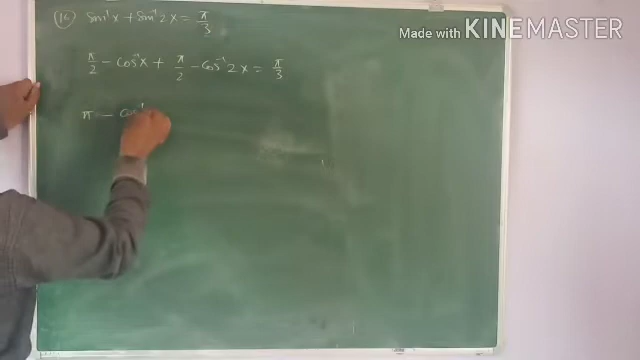 Made with KINEMASTER
(16) Sin⁻¹x + Sin⁻¹2x = π/3
π/2 - Cos⁻¹x + π/2 - Cos⁻¹2x = π/3
π - Cos⁻¹